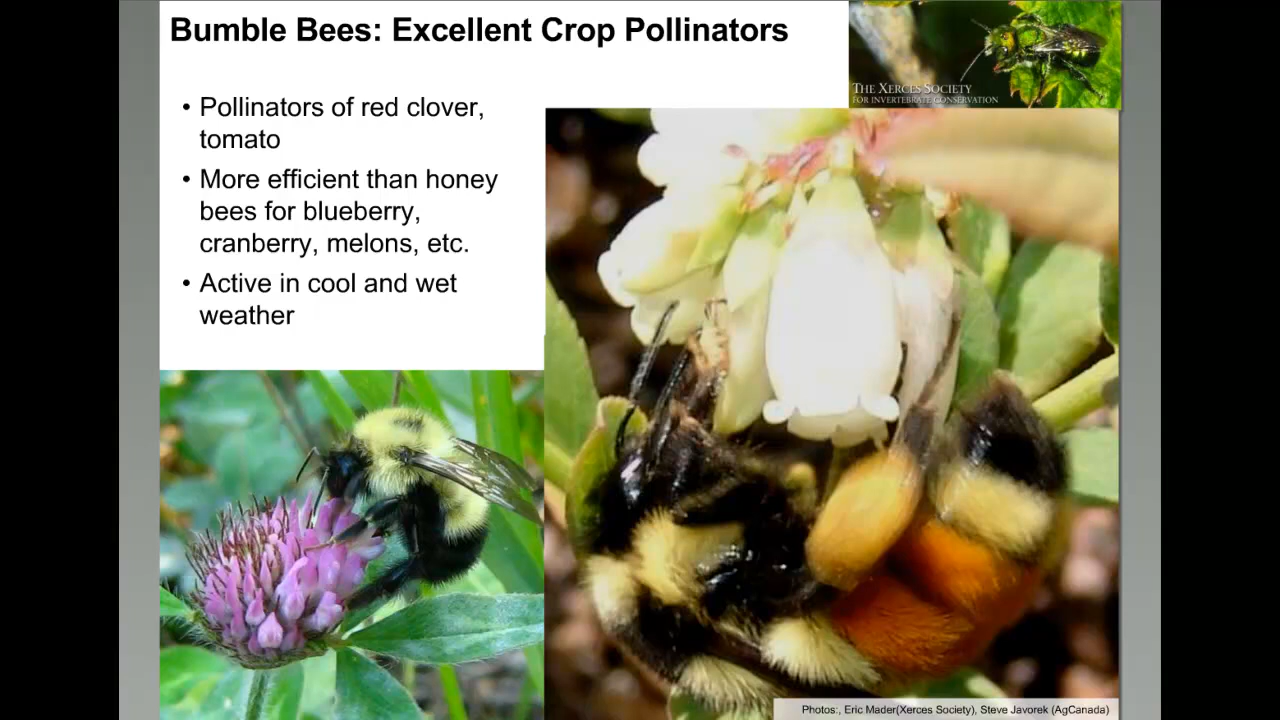 Bumble Bees: Excellent Crop Pollinators
THE XERCES SOCIETY
FOR INVERTEBRATE CONSERVATION
• Pollinators of red clover,
tomato
• More efficient than honey
bees for blueberry,
cranberry, melons, etc.
• Active in cool and wet
weather
Photos:, Eric Mader(Xerces Society), Steve Javorek (AgCanada)